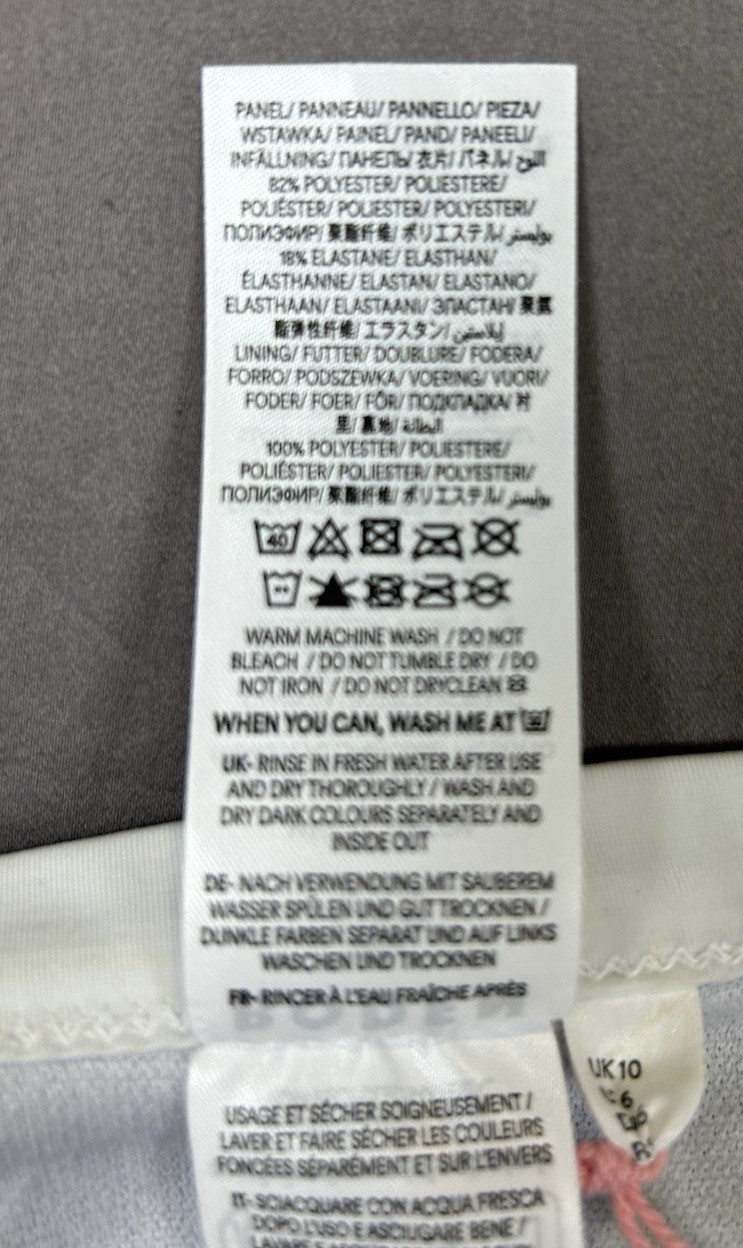 PANEL/ PANNEAU/ PANNELLO/ PIEZA/
WSTAWKA/ PAINEL/ PAND/ PANEELI/
INFÄLLNING/ ПАНЕЛЬ/ 衣片/ パネル/ اللوح
82% POLYESTER/ POLIESTERE/
POLIÉSTER/ POLIESTER/ POLYESTERI/
ПОЛИЭФИР/ 聚酯纤维/ ポリエステル/ بوليستر
18% ELASTANE/ ELASTHAN/
ÉLASTHANNE/ ELASTAN/ ELASTANO/
ELASTHAAN/ ELASTAANI/ ЭЛАСТАН/ 聚氨
酯弹性纤维/ エラスタン/ إيلاستين
LINING/ FUTTER/ DOUBLURE/ FODERA/
FORRO/ PODSZEWKA/ VOERING/ VUORI/
FODER/ FOER/ FÔR/ ПОДКЛАДКА/ 衬
里/ 裏地/ البطانة
100% POLYESTER/ POLIESTERE/
POLIÉSTER/ POLIESTER/ POLYESTERI/
ПОЛИЭФИР/ 聚酯纤维/ ポリエステル/ بوليستر
40
WARM MACHINE WASH / DO NOT
BLEACH / DO NOT TUMBLE DRY / DO
NOT IRON / DO NOT DRYCLEAN
WHEN YOU CAN, WASH ME AT
UK- RINSE IN FRESH WATER AFTER USE
AND DRY THOROUGHLY / WASH AND
DRY DARK COLOURS SEPARATELY AND
INSIDE OUT
DE- NACH VERWENDUNG MIT SAUBEREM
WASSER SPÜLEN UND GUT TROCKNEN /
DUNKLE FARBEN SEPARAT UND AUF LINKS
WASCHEN UND TROCKNEN
FR- RINCER À L'EAU FRAÎCHE APRÈS
BODEN
USAGE ET SÉCHER SOIGNEUSEMENT /
LAVER ET FAIRE SÉCHER LES COULEURS
FONCÉES SÉPARÉMENT ET SUR L'ENVERS
IT- SCIACQUARE CON ACQUA FRESCA
DOPO L'USO E ASCIUGARE BENE /
UK 10
6